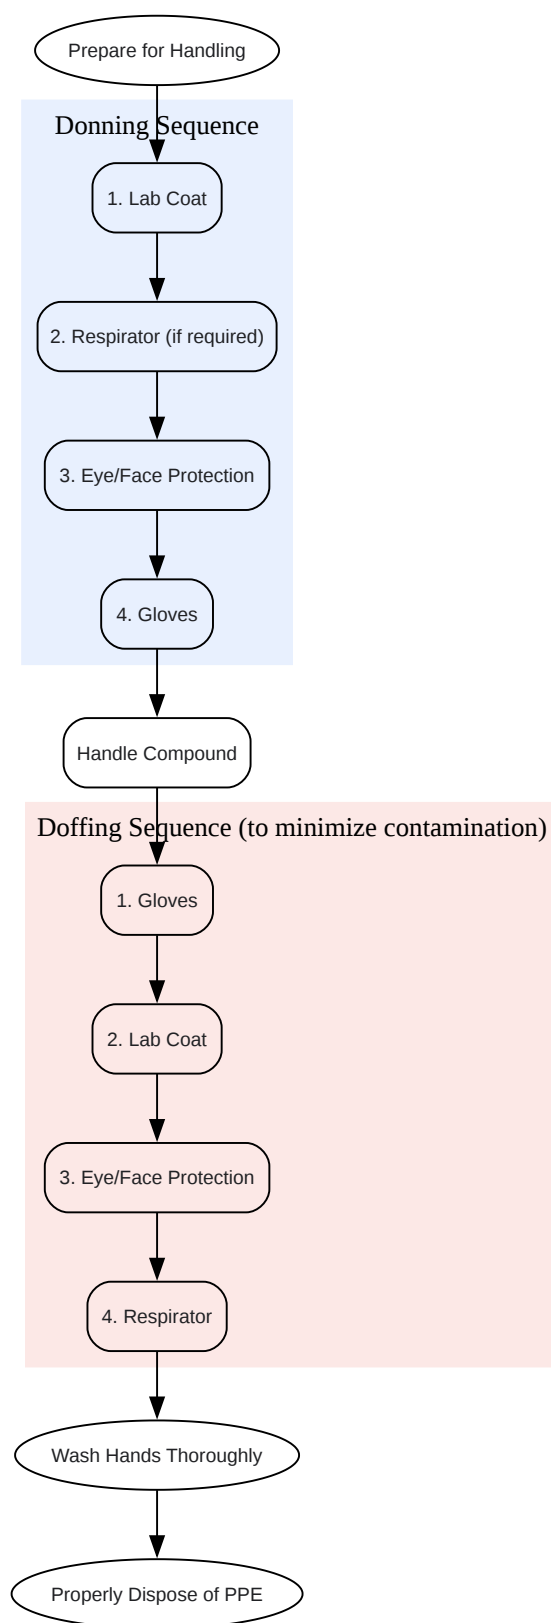 Prepare for Handling
Donning Sequence
1. Lab Coat
2. Respirator (if required)
3. Eye/Face Protection
4. Gloves
Handle Compound
Doffing Sequence (to minimize contamination)
1. Gloves
2. Lab Coat
3. Eye/Face Protection
4. Respirator
Wash Hands Thoroughly
Properly Dispose of PPE